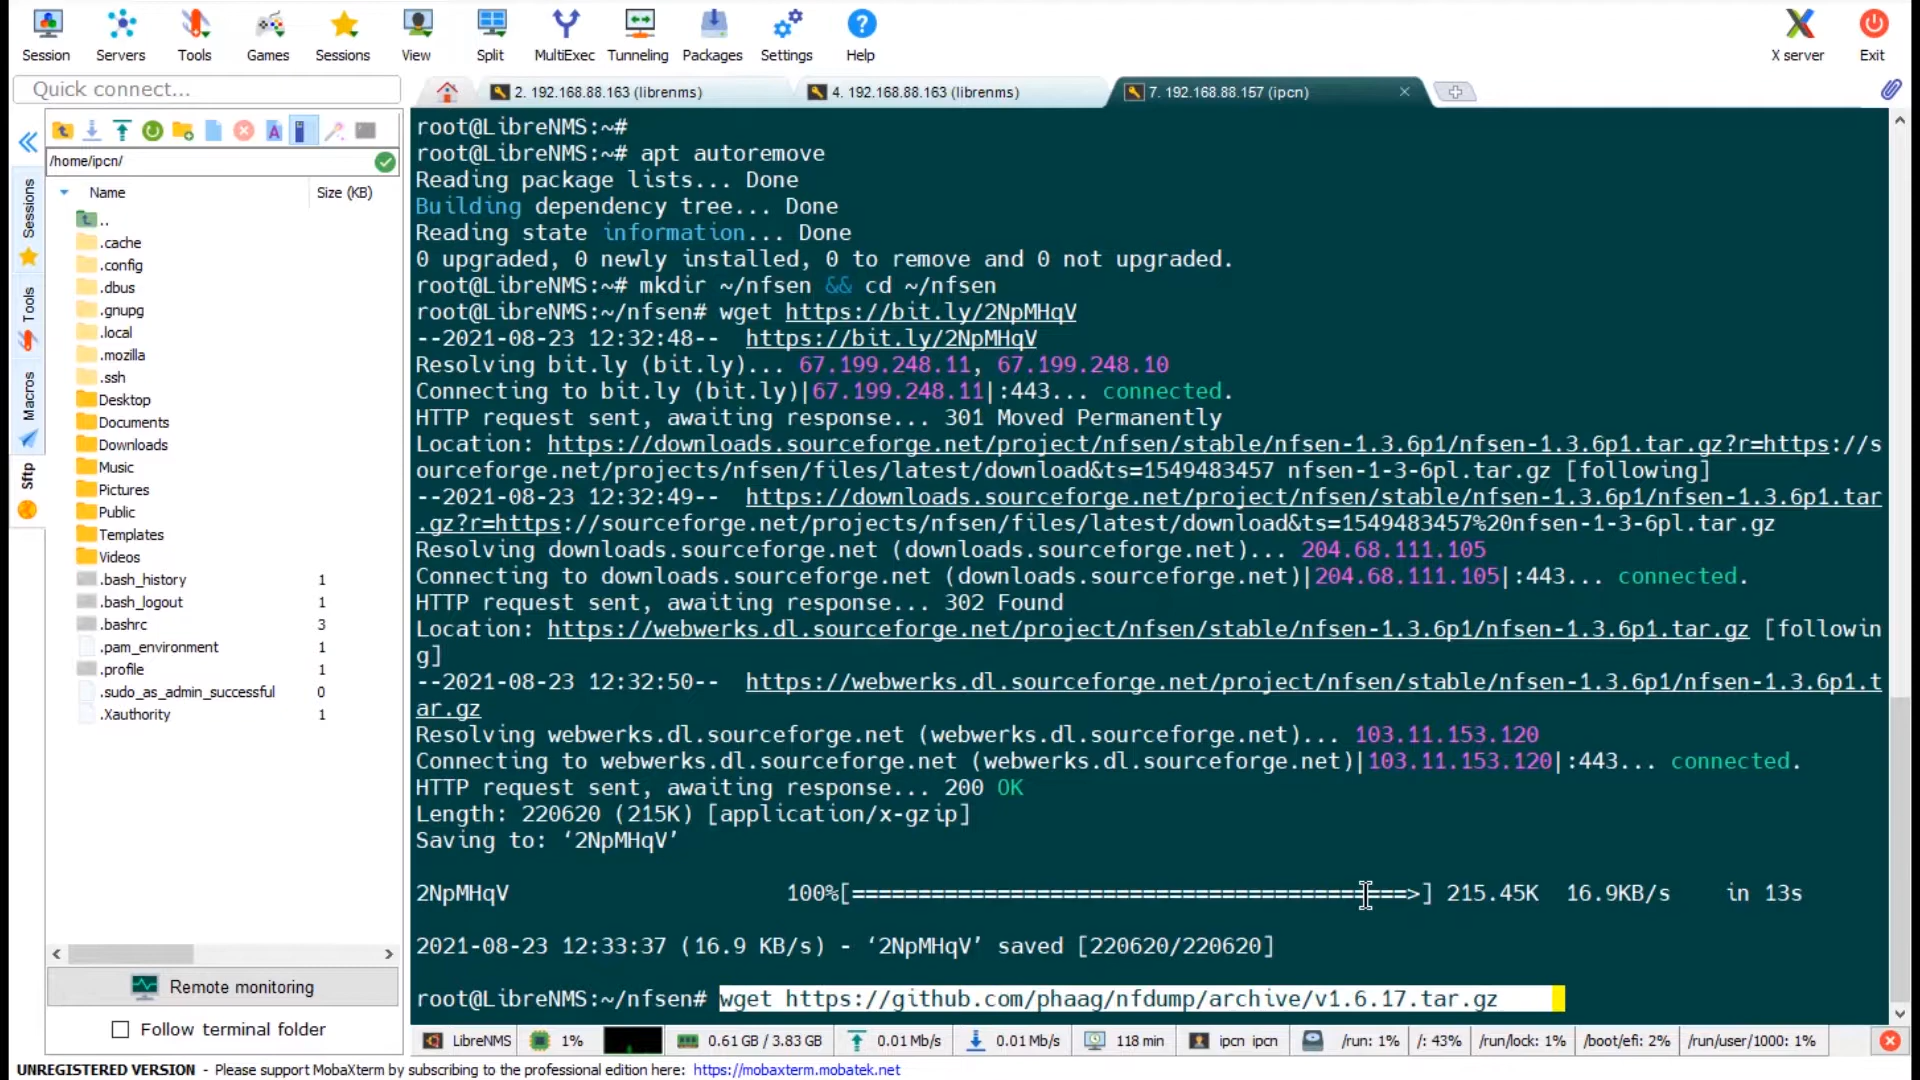 Session Servers Tools Games Sessions View Split MultiExec Tunneling Packages Settings Help X server Exit
Quick connect...
2. 192.168.88.163 (librenms) 4. 192.168.88.163 (librenms) 7. 192.168.88.157 (ipcn)
/home/ipcn/
Name Size (KB)
..
.cache
.config
.dbus
.gnupg
.local
.mozilla
.ssh
Desktop
Documents
Downloads
Music
Pictures
Public
Templates
Videos
.bash_history 1
.bash_logout 1
.bashrc 3
.pam_environment 1
.profile 1
.sudo_as_admin_successful 0
.Xauthority 1
Sessions
Tools
Macros
Sftp
Remote monitoring
Follow terminal folder
root@LibreNMS:~#
root@LibreNMS:~# apt autoremove
Reading package lists... Done
Building dependency tree... Done
Reading state information... Done
0 upgraded, 0 newly installed, 0 to remove and 0 not upgraded.
root@LibreNMS:~# mkdir ~/nfsen && cd ~/nfsen
root@LibreNMS:~/nfsen# wget https://bit.ly/2NpMHqV
--2021-08-23 12:32:48-- https://bit.ly/2NpMHqV
Resolving bit.ly (bit.ly)... 67.199.248.11, 67.199.248.10
Connecting to bit.ly (bit.ly)|67.199.248.11|:443... connected.
HTTP request sent, awaiting response... 301 Moved Permanently
Location: https://downloads.sourceforge.net/project/nfsen/stable/nfsen-1.3.6p1/nfsen-1.3.6p1.tar.gz?r=https://s
ourceforge.net/projects/nfsen/files/latest/download&ts=1549483457 nfsen-1-3-6pl.tar.gz [following]
--2021-08-23 12:32:49-- https://downloads.sourceforge.net/project/nfsen/stable/nfsen-1.3.6p1/nfsen-1.3.6p1.tar
.gz?r=https://sourceforge.net/projects/nfsen/files/latest/download&ts=1549483457%20nfsen-1-3-6pl.tar.gz
Resolving downloads.sourceforge.net (downloads.sourceforge.net)... 204.68.111.105
Connecting to downloads.sourceforge.net (downloads.sourceforge.net)|204.68.111.105|:443... connected.
HTTP request sent, awaiting response... 302 Found
Location: https://webwerks.dl.sourceforge.net/project/nfsen/stable/nfsen-1.3.6p1/nfsen-1.3.6p1.tar.gz [followin
g]
--2021-08-23 12:32:50-- https://webwerks.dl.sourceforge.net/project/nfsen/stable/nfsen-1.3.6p1/nfsen-1.3.6p1.t
ar.gz
Resolving webwerks.dl.sourceforge.net (webwerks.dl.sourceforge.net)... 103.11.153.120
Connecting to webwerks.dl.sourceforge.net (webwerks.dl.sourceforge.net)|103.11.153.120|:443... connected.
HTTP request sent, awaiting response... 200 OK
Length: 220620 (215K) [application/x-gzip]
Saving to: ‘2NpMHqV’
2NpMHqV 100%[==========================================>] 215.45K 16.9KB/s in 13s
2021-08-23 12:33:37 (16.9 KB/s) - ‘2NpMHqV’ saved [220620/220620]
root@LibreNMS:~/nfsen# wget https://github.com/phaag/nfdump/archive/v1.6.17.tar.gz
LibreNMS 1% 0.61 GB / 3.83 GB 0.01 Mb/s 0.01 Mb/s 118 min ipcn ipcn /run: 1% /: 43% /run/lock: 1% /boot/efi: 2% /run/user/1000: 1%
UNREGISTERED VERSION - Please support MobaXterm by subscribing to the professional edition here: https://mobaxterm.mobatek.net